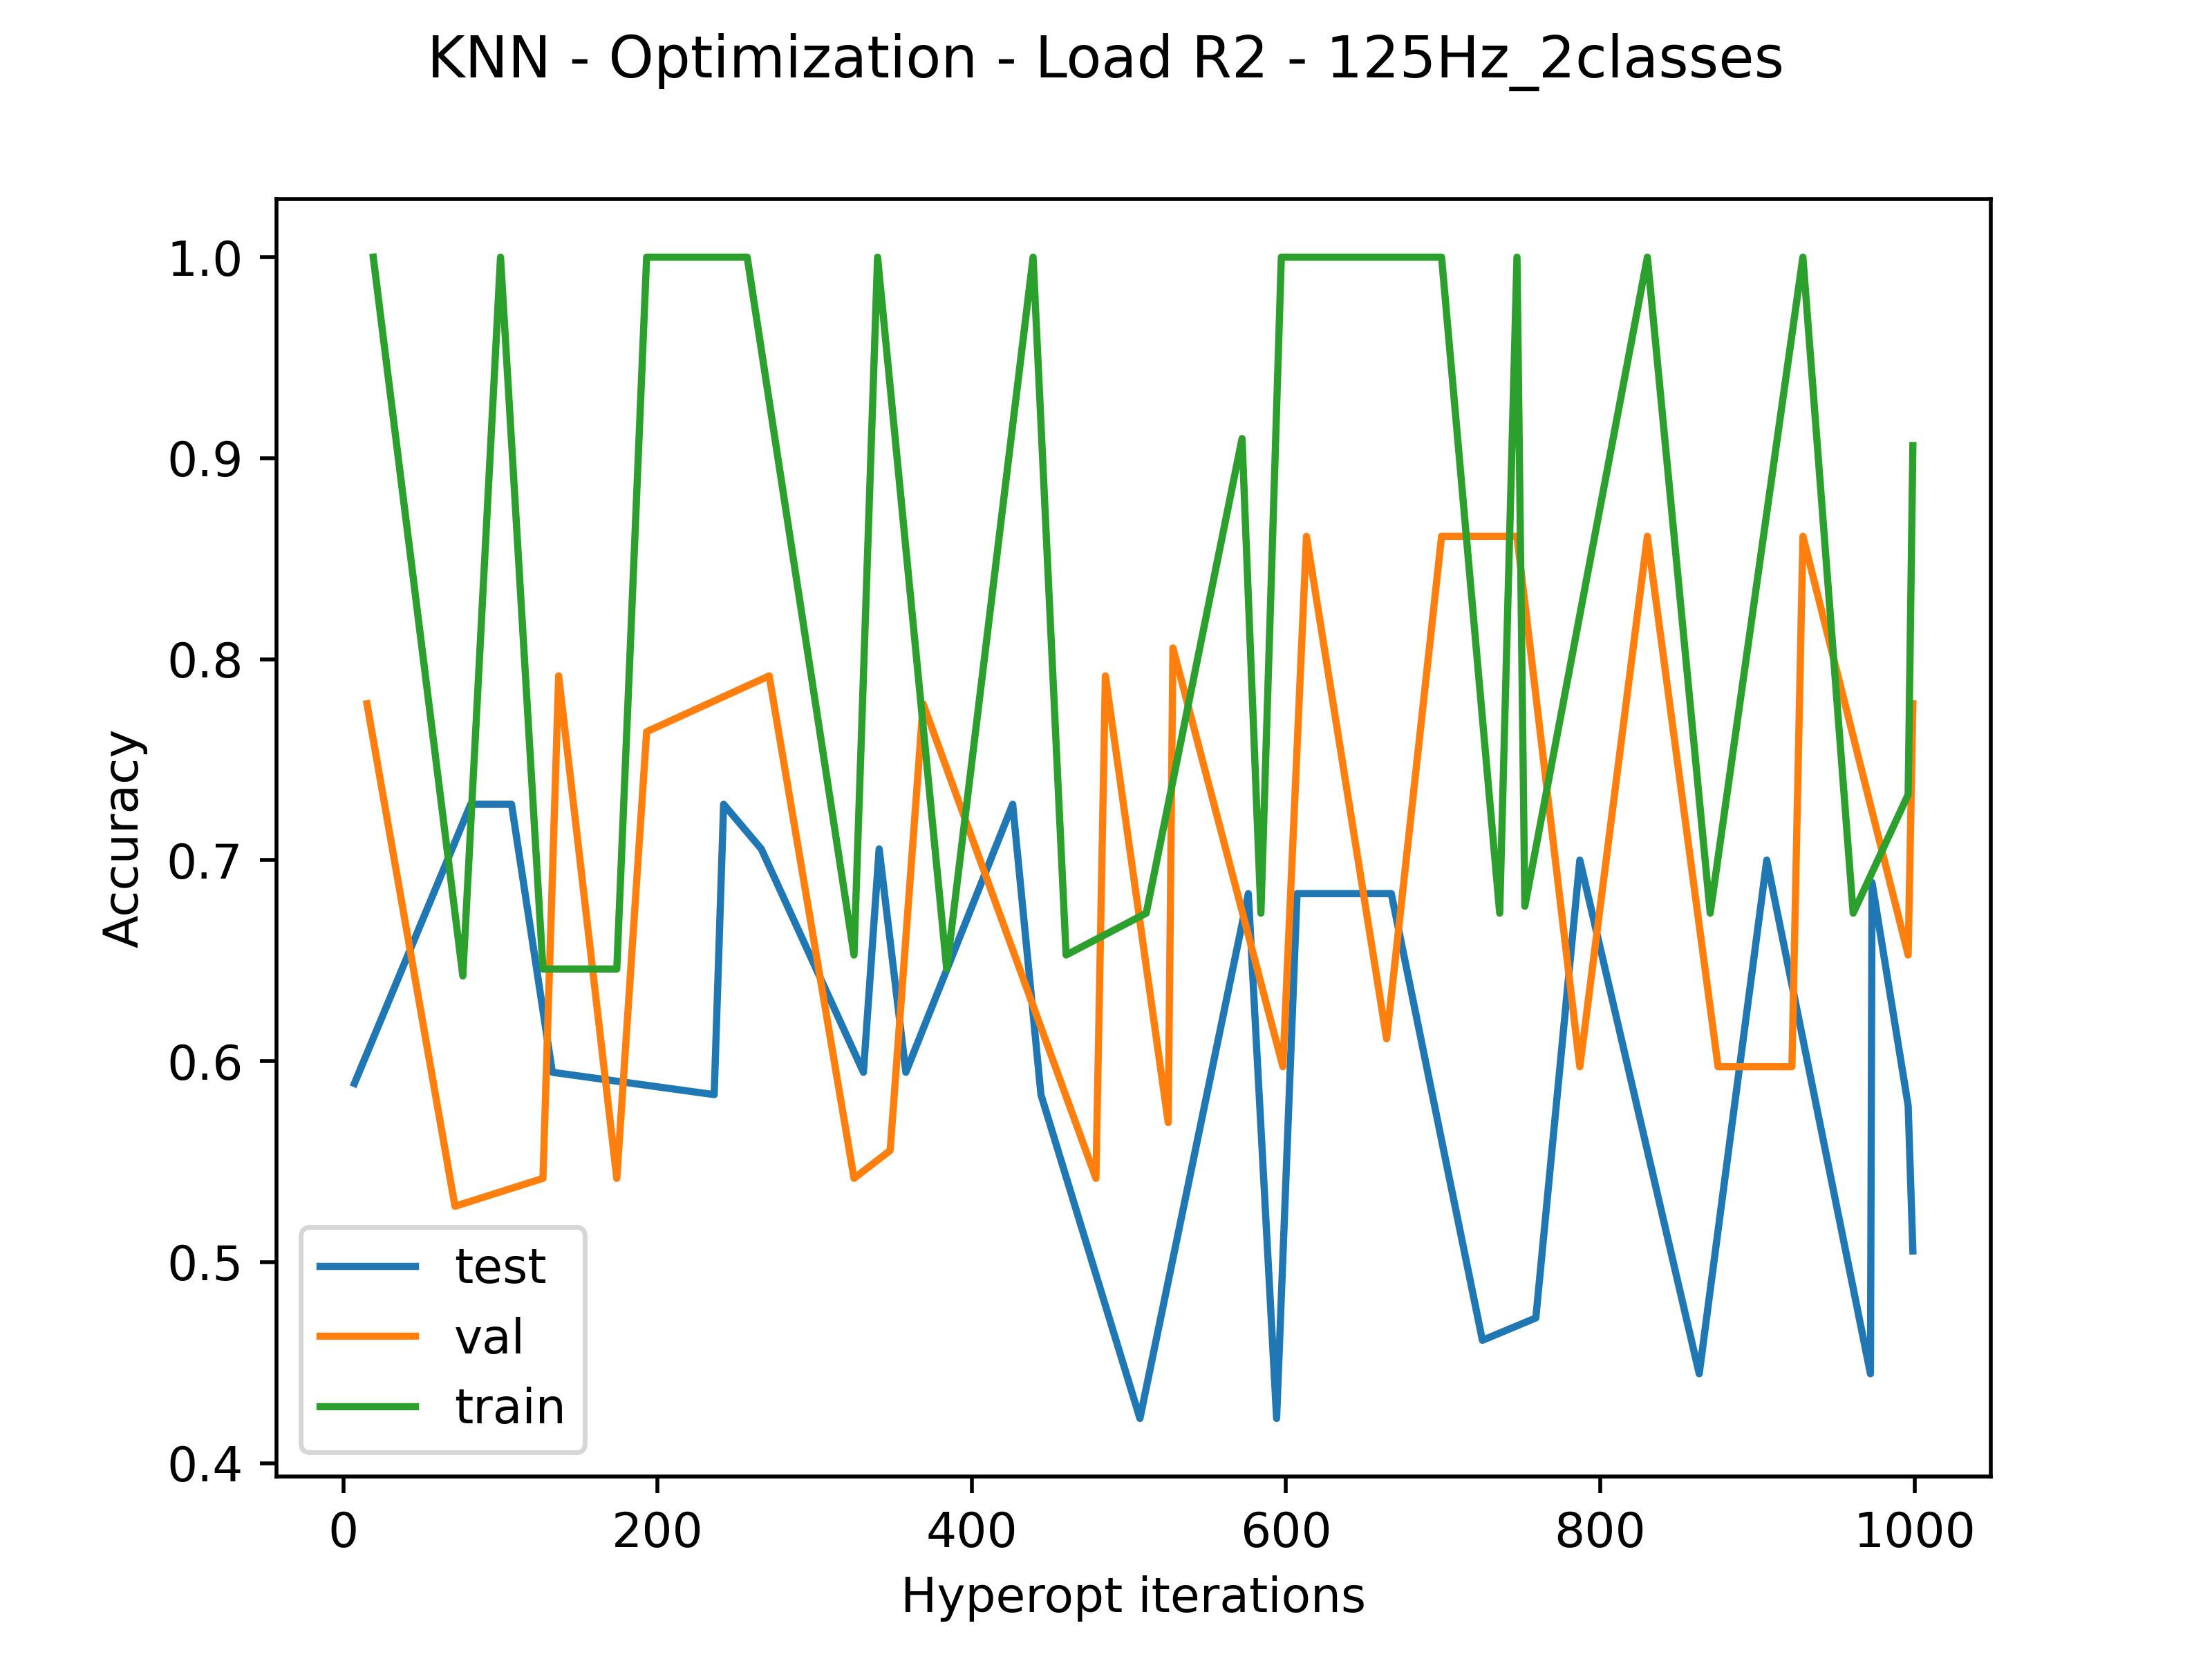 KNN - Optimization - Load R2 - 125Hz_2classes
1.0
0.9
0.8
0.7
0.6
0.5
0.4
Accuracy
test
val
train
0 200 400 600 800 1000
Hyperopt iterations